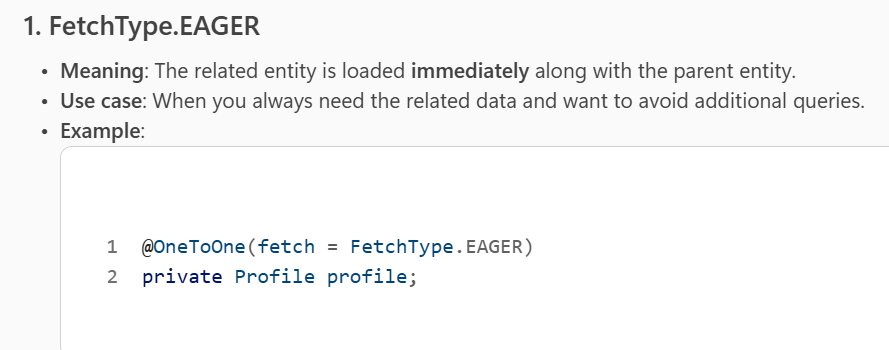 1. FetchType.EAGER
• Meaning: The related entity is loaded immediately along with the parent entity.
• Use case: When you always need the related data and want to avoid additional queries.
• Example:
1 @OneToOne(fetch = FetchType.EAGER)
2 private Profile profile;